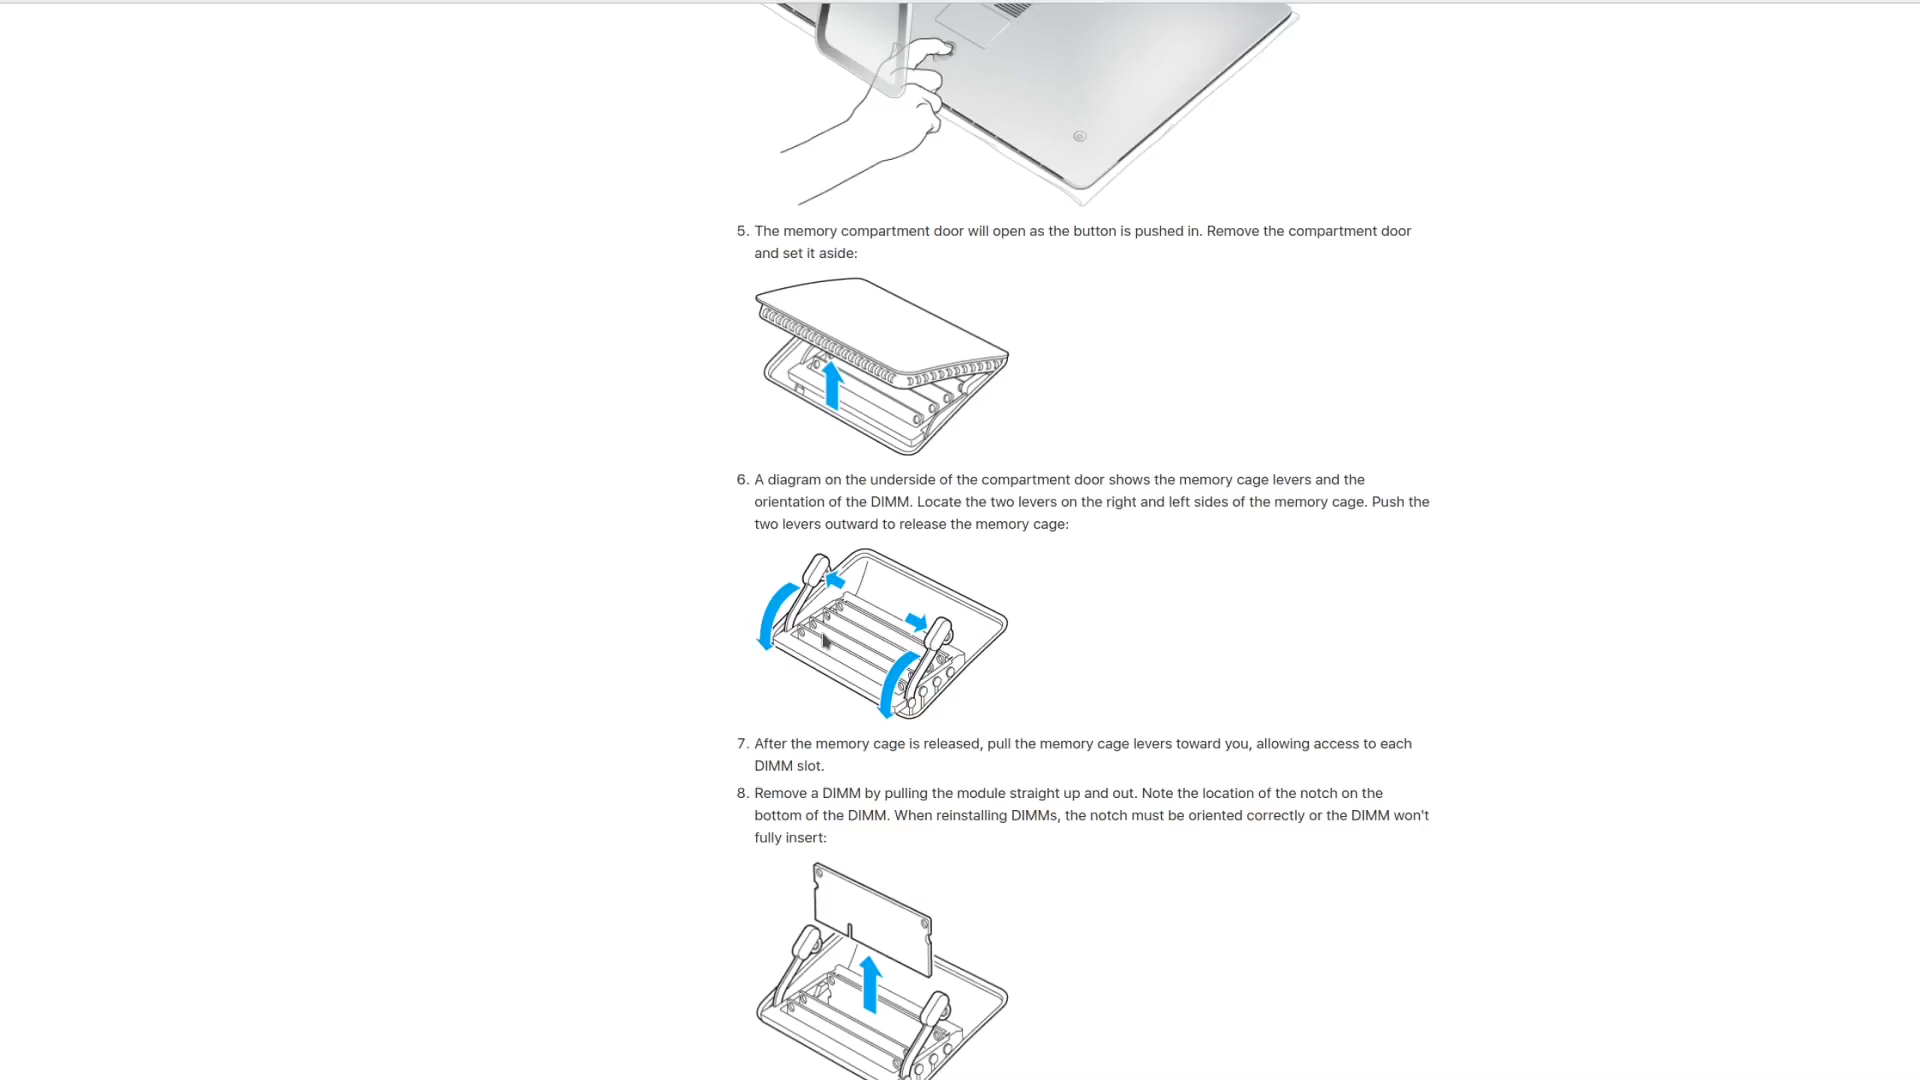 5. The memory compartment door will open as the button is pushed in. Remove the compartment door
and set it aside:
6. A diagram on the underside of the compartment door shows the memory cage levers and the
orientation of the DIMM. Locate the two levers on the right and left sides of the memory cage. Push the
two levers outward to release the memory cage:
7. After the memory cage is released, pull the memory cage levers toward you, allowing access to each
DIMM slot.
8. Remove a DIMM by pulling the module straight up and out. Note the location of the notch on the
bottom of the DIMM. When reinstalling DIMMs, the notch must be oriented correctly or the DIMM won't
fully insert: